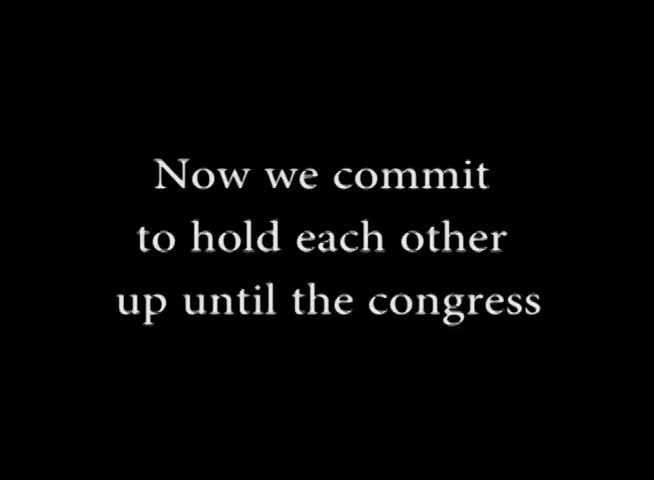 Now we commit
to hold each other
up until the congress